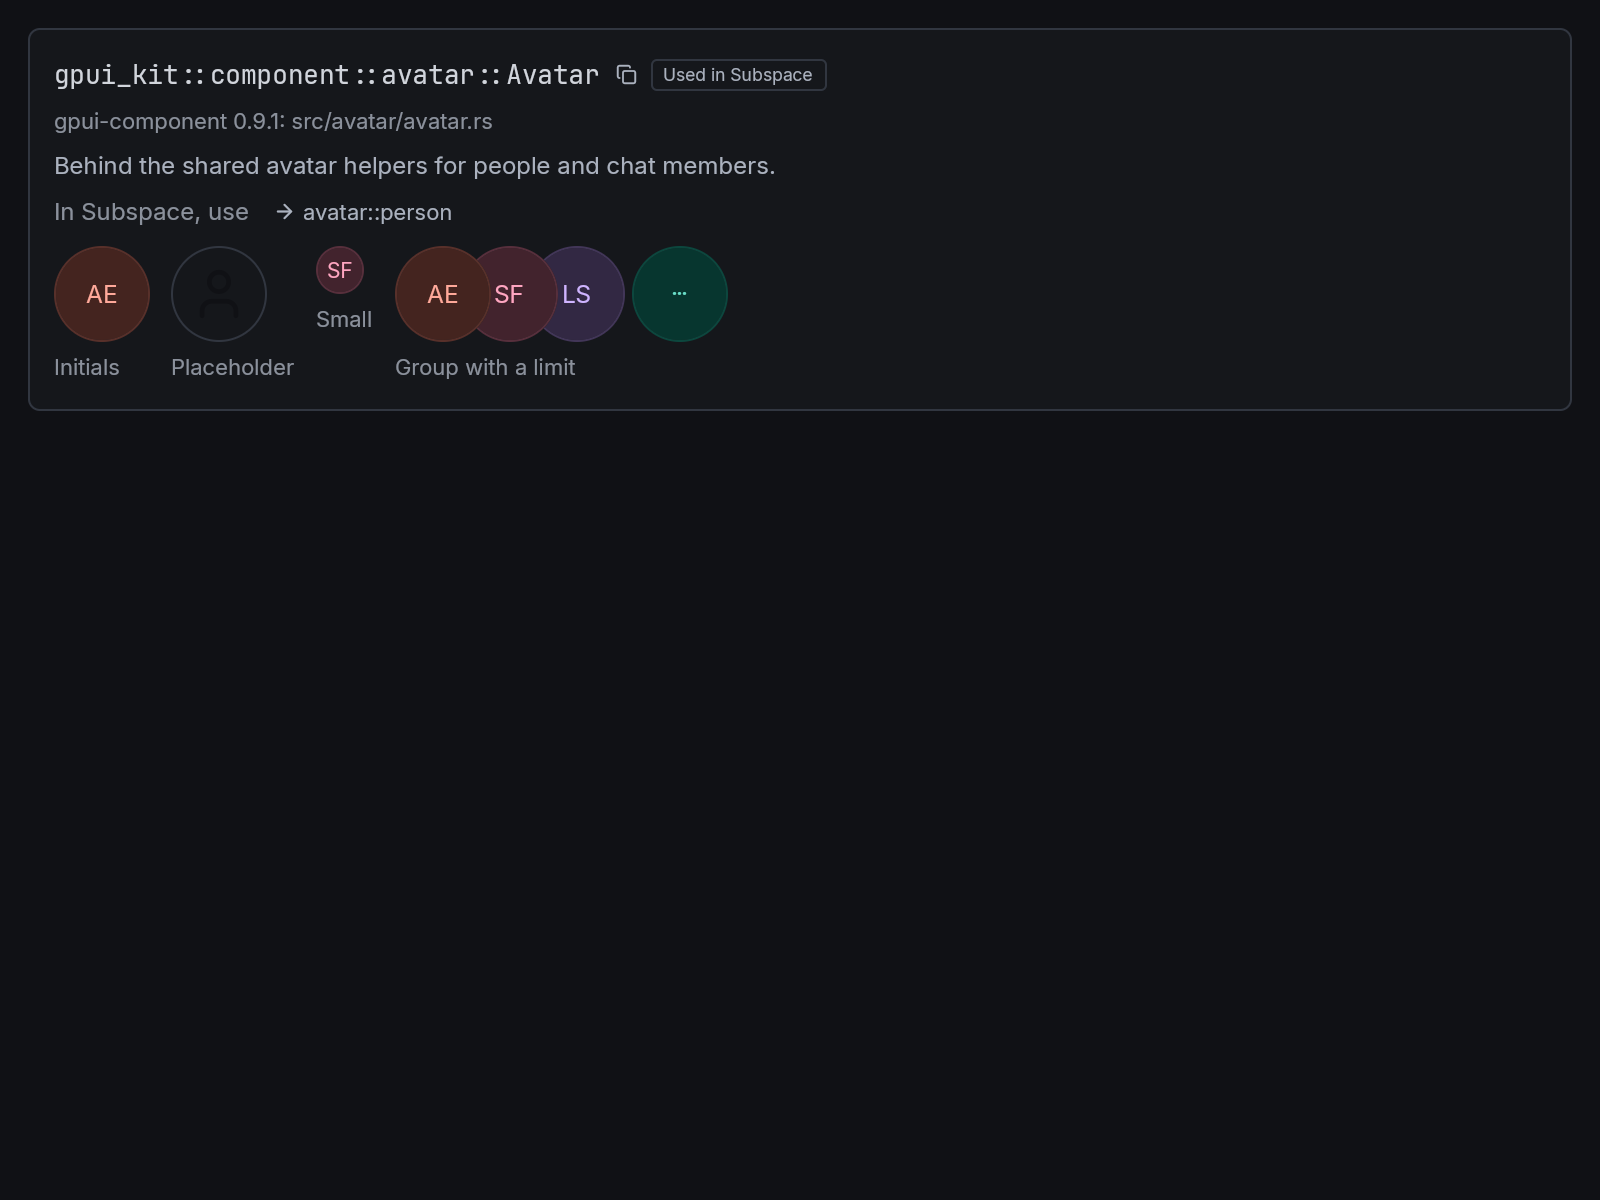 gpui_kit::component::avatar::Avatar Used in Subspace
gpui-component 0.9.1: src/avatar/avatar.rs
Behind the shared avatar helpers for people and chat members.
In Subspace, use → avatar::person
AE SF AE SF LS ···
Small
Initials Placeholder Group with a limit